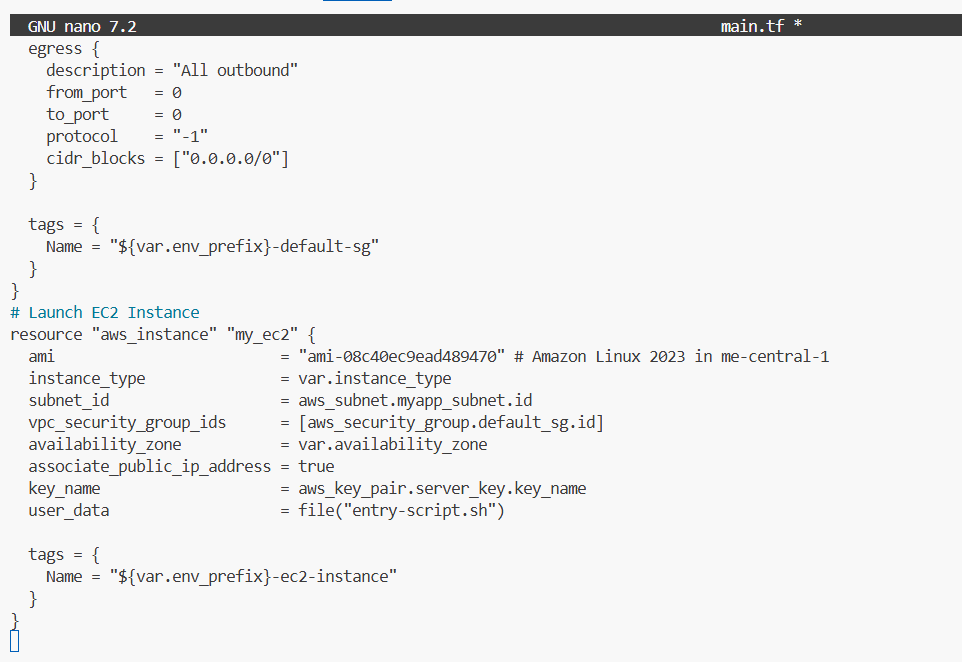 GNU nano 7.2 main.tf *
  egress {
    description = "All outbound"
    from_port   = 0
    to_port     = 0
    protocol    = "-1"
    cidr_blocks = ["0.0.0.0/0"]
  }

  tags = {
    Name = "${var.env_prefix}-default-sg"
  }
}
# Launch EC2 Instance
resource "aws_instance" "my_ec2" {
  ami                         = "ami-08c40ec9ead489470" # Amazon Linux 2023 in me-central-1
  instance_type               = var.instance_type
  subnet_id                   = aws_subnet.myapp_subnet.id
  vpc_security_group_ids      = [aws_security_group.default_sg.id]
  availability_zone           = var.availability_zone
  associate_public_ip_address = true
  key_name                    = aws_key_pair.server_key.key_name
  user_data                   = file("entry-script.sh")

  tags = {
    Name = "${var.env_prefix}-ec2-instance"
  }
}